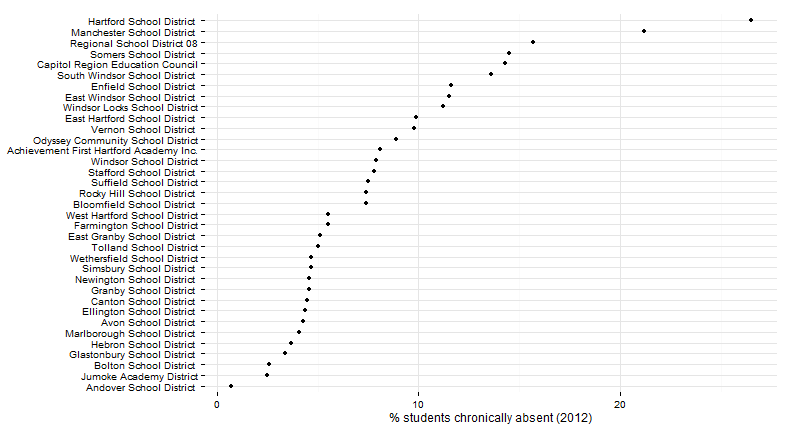 Hartford School District
Manchester School District
Regional School District 08
Somers School District
Capitol Region Education Council
South Windsor School District
Enfield School District
East Windsor School District
Windsor Locks School District
East Hartford School District
Vernon School District
Odyssey Community School District
Achievement First Hartford Academy Inc.
Windsor School District
Stafford School District
Suffield School District
Rocky Hill School District
Bloomfield School District
West Hartford School District
Farmington School District
East Granby School District
Tolland School District
Wethersfield School District
Simsbury School District
Newington School District
Granby School District
Canton School District
Ellington School District
Avon School District
Marlborough School District
Hebron School District
Glastonbury School District
Bolton School District
Jumoke Academy District
Andover School District
0 10 20
% students chronically absent (2012)